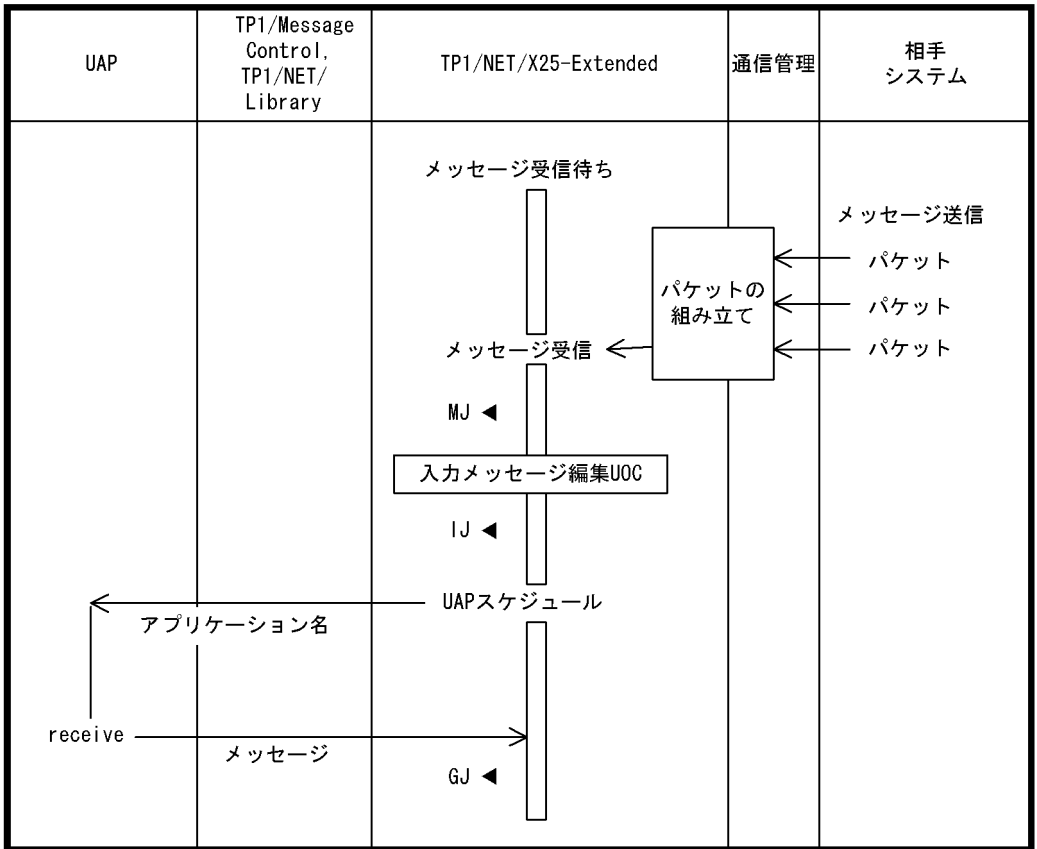 UAP
TP1/Message
Control,
TP1/NET/
Library
TP1/NET/X25-Extended
通信管理
相手
システム
メッセージ受信待ち
メッセージ送信
パケット
パケットの
組み立て
パケット
メッセージ受信
パケット
MJ
入力メッセージ編集UOC
IJ
UAPスケジュール
アプリケーション名
receive
メッセージ
GJ